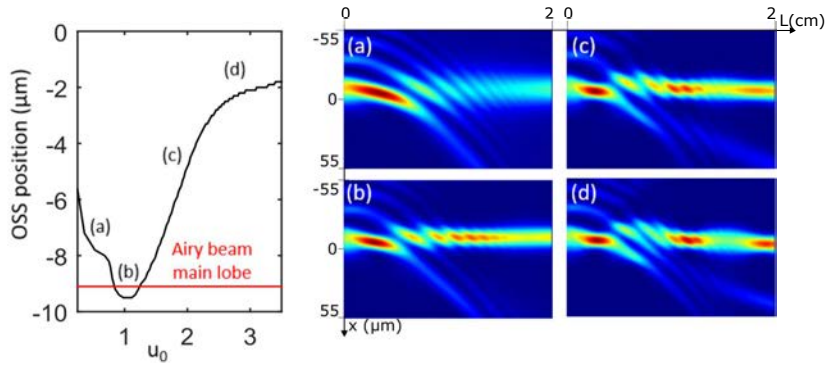 0
-2
-4
-6
-8
-10
OSS position (μm)
(a)
(b)
(c)
(d)
Airy beam
main lobe
1
2
3
u0
0
2
0
2
L(cm)
-55
0
55
-55
0
55
x (μm)
(a)
(c)
(b)
(d)